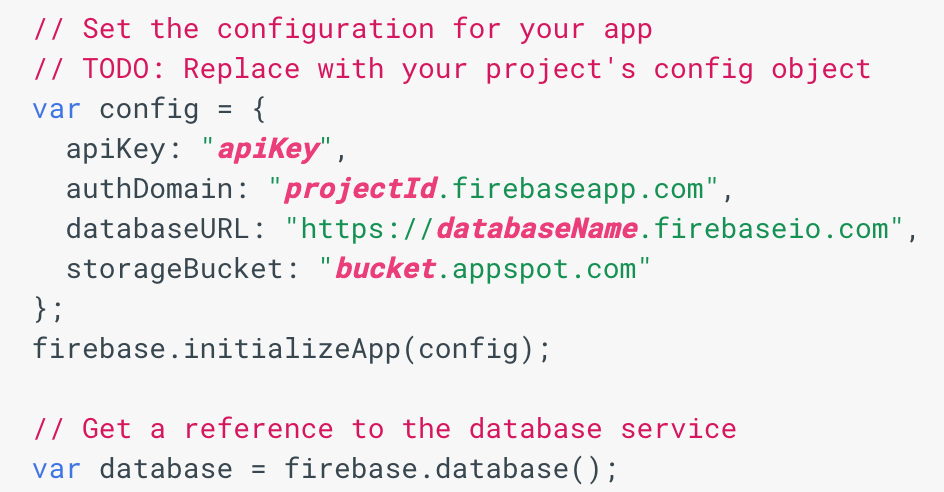 // Set the configuration for your app
// TODO: Replace with your project's config object
var config = {
  apiKey: "apiKey",
  authDomain: "projectId.firebaseapp.com",
  databaseURL: "https://databaseName.firebaseio.com",
  storageBucket: "bucket.appspot.com"
};
firebase.initializeApp(config);

// Get a reference to the database service
var database = firebase.database();